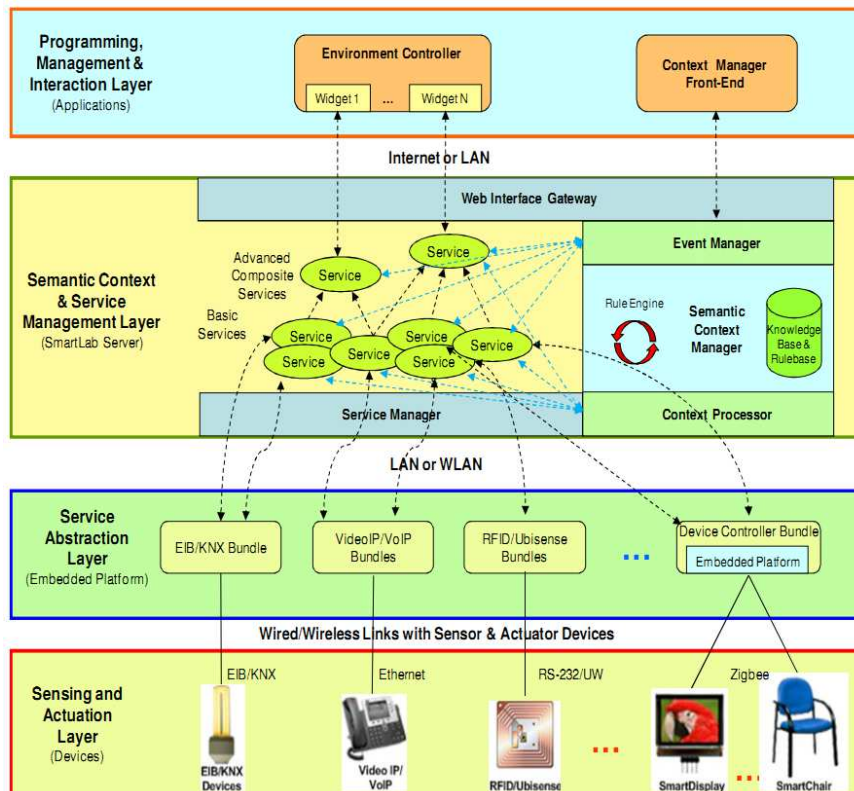 Programming,
Management &
Interaction Layer
(Applications)
Environment Controller
Widget 1
...
Widget N
Context Manager
Front-End
Internet or LAN
Web Interface Gateway
Semantic Context
& Service
Management Layer
(SmartLab Server)
Advanced
Composite
Services
Basic
Services
Service
Service
Service
Service
Service
Service
Service
Service
Event Manager
Rule Engine
Semantic
Context
Manager
Knowledge
Base &
Rulebase
Service Manager
Context Processor
LAN or WLAN
Service
Abstraction
Layer
(Embedded Platform)
EIB/KNX Bundle
VideoIP/VoIP
Bundles
RFID/Ubisense
Bundles
...
Device Controller Bundle
Embedded Platform
Wired/Wireless Links with Sensor & Actuator Devices
Sensing and
Actuation
Layer
(Devices)
EIB/KNX
Ethernet
RS-232/UW
Zigbee
EIB/KNX
Devices
Video IP/
VoIP
RFID/Ubisense
...
SmartDisplay
...
SmartChair